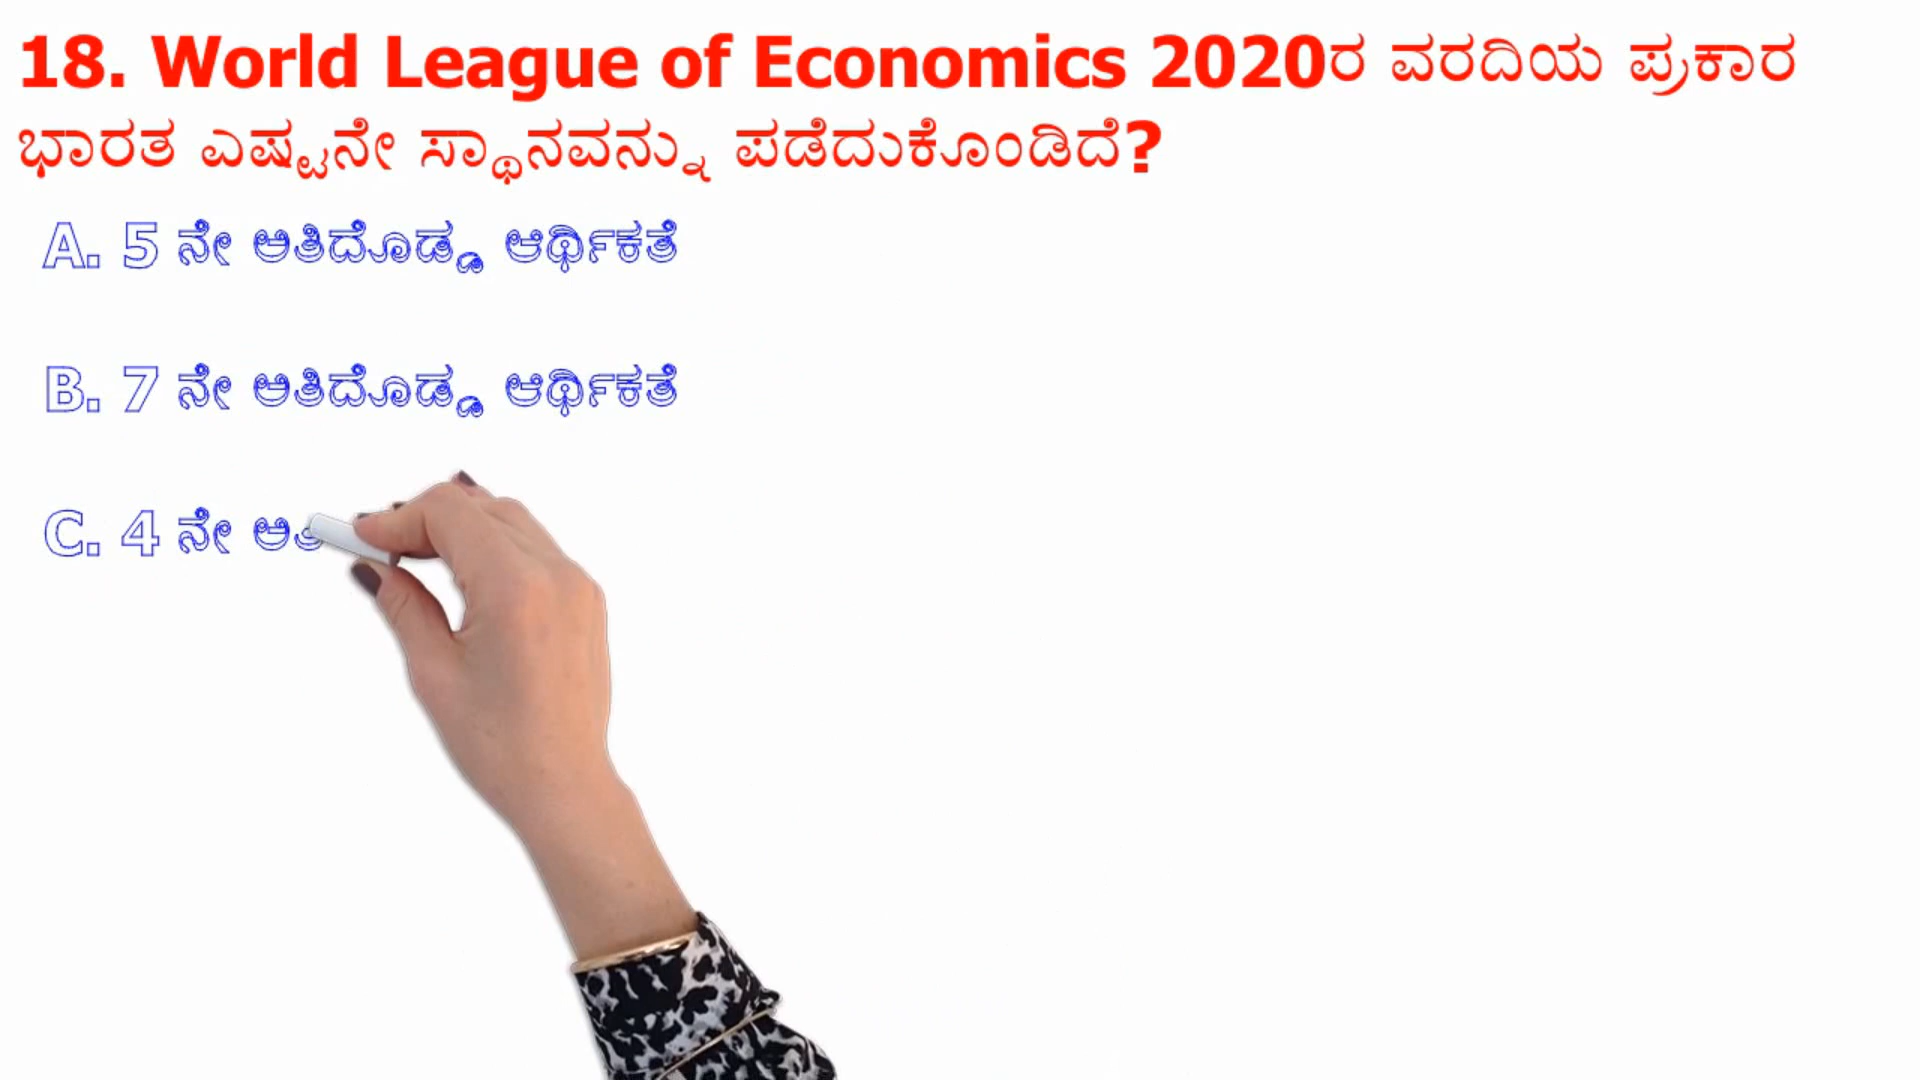 18. World League of Economics 2020ರ ವರದಿಯ ಪ್ರಕಾರ
ಭಾರತ ಎಷ್ಟನೇ ಸ್ಥಾನವನ್ನು ಪಡೆದುಕೊಂಡಿದೆ?
A. 5 ನೇ ಅತಿದೊಡ್ಡ ಆರ್ಥಿಕತೆ
B. 7 ನೇ ಅತಿದೊಡ್ಡ ಆರ್ಥಿಕತೆ
C. 4 ನೇ